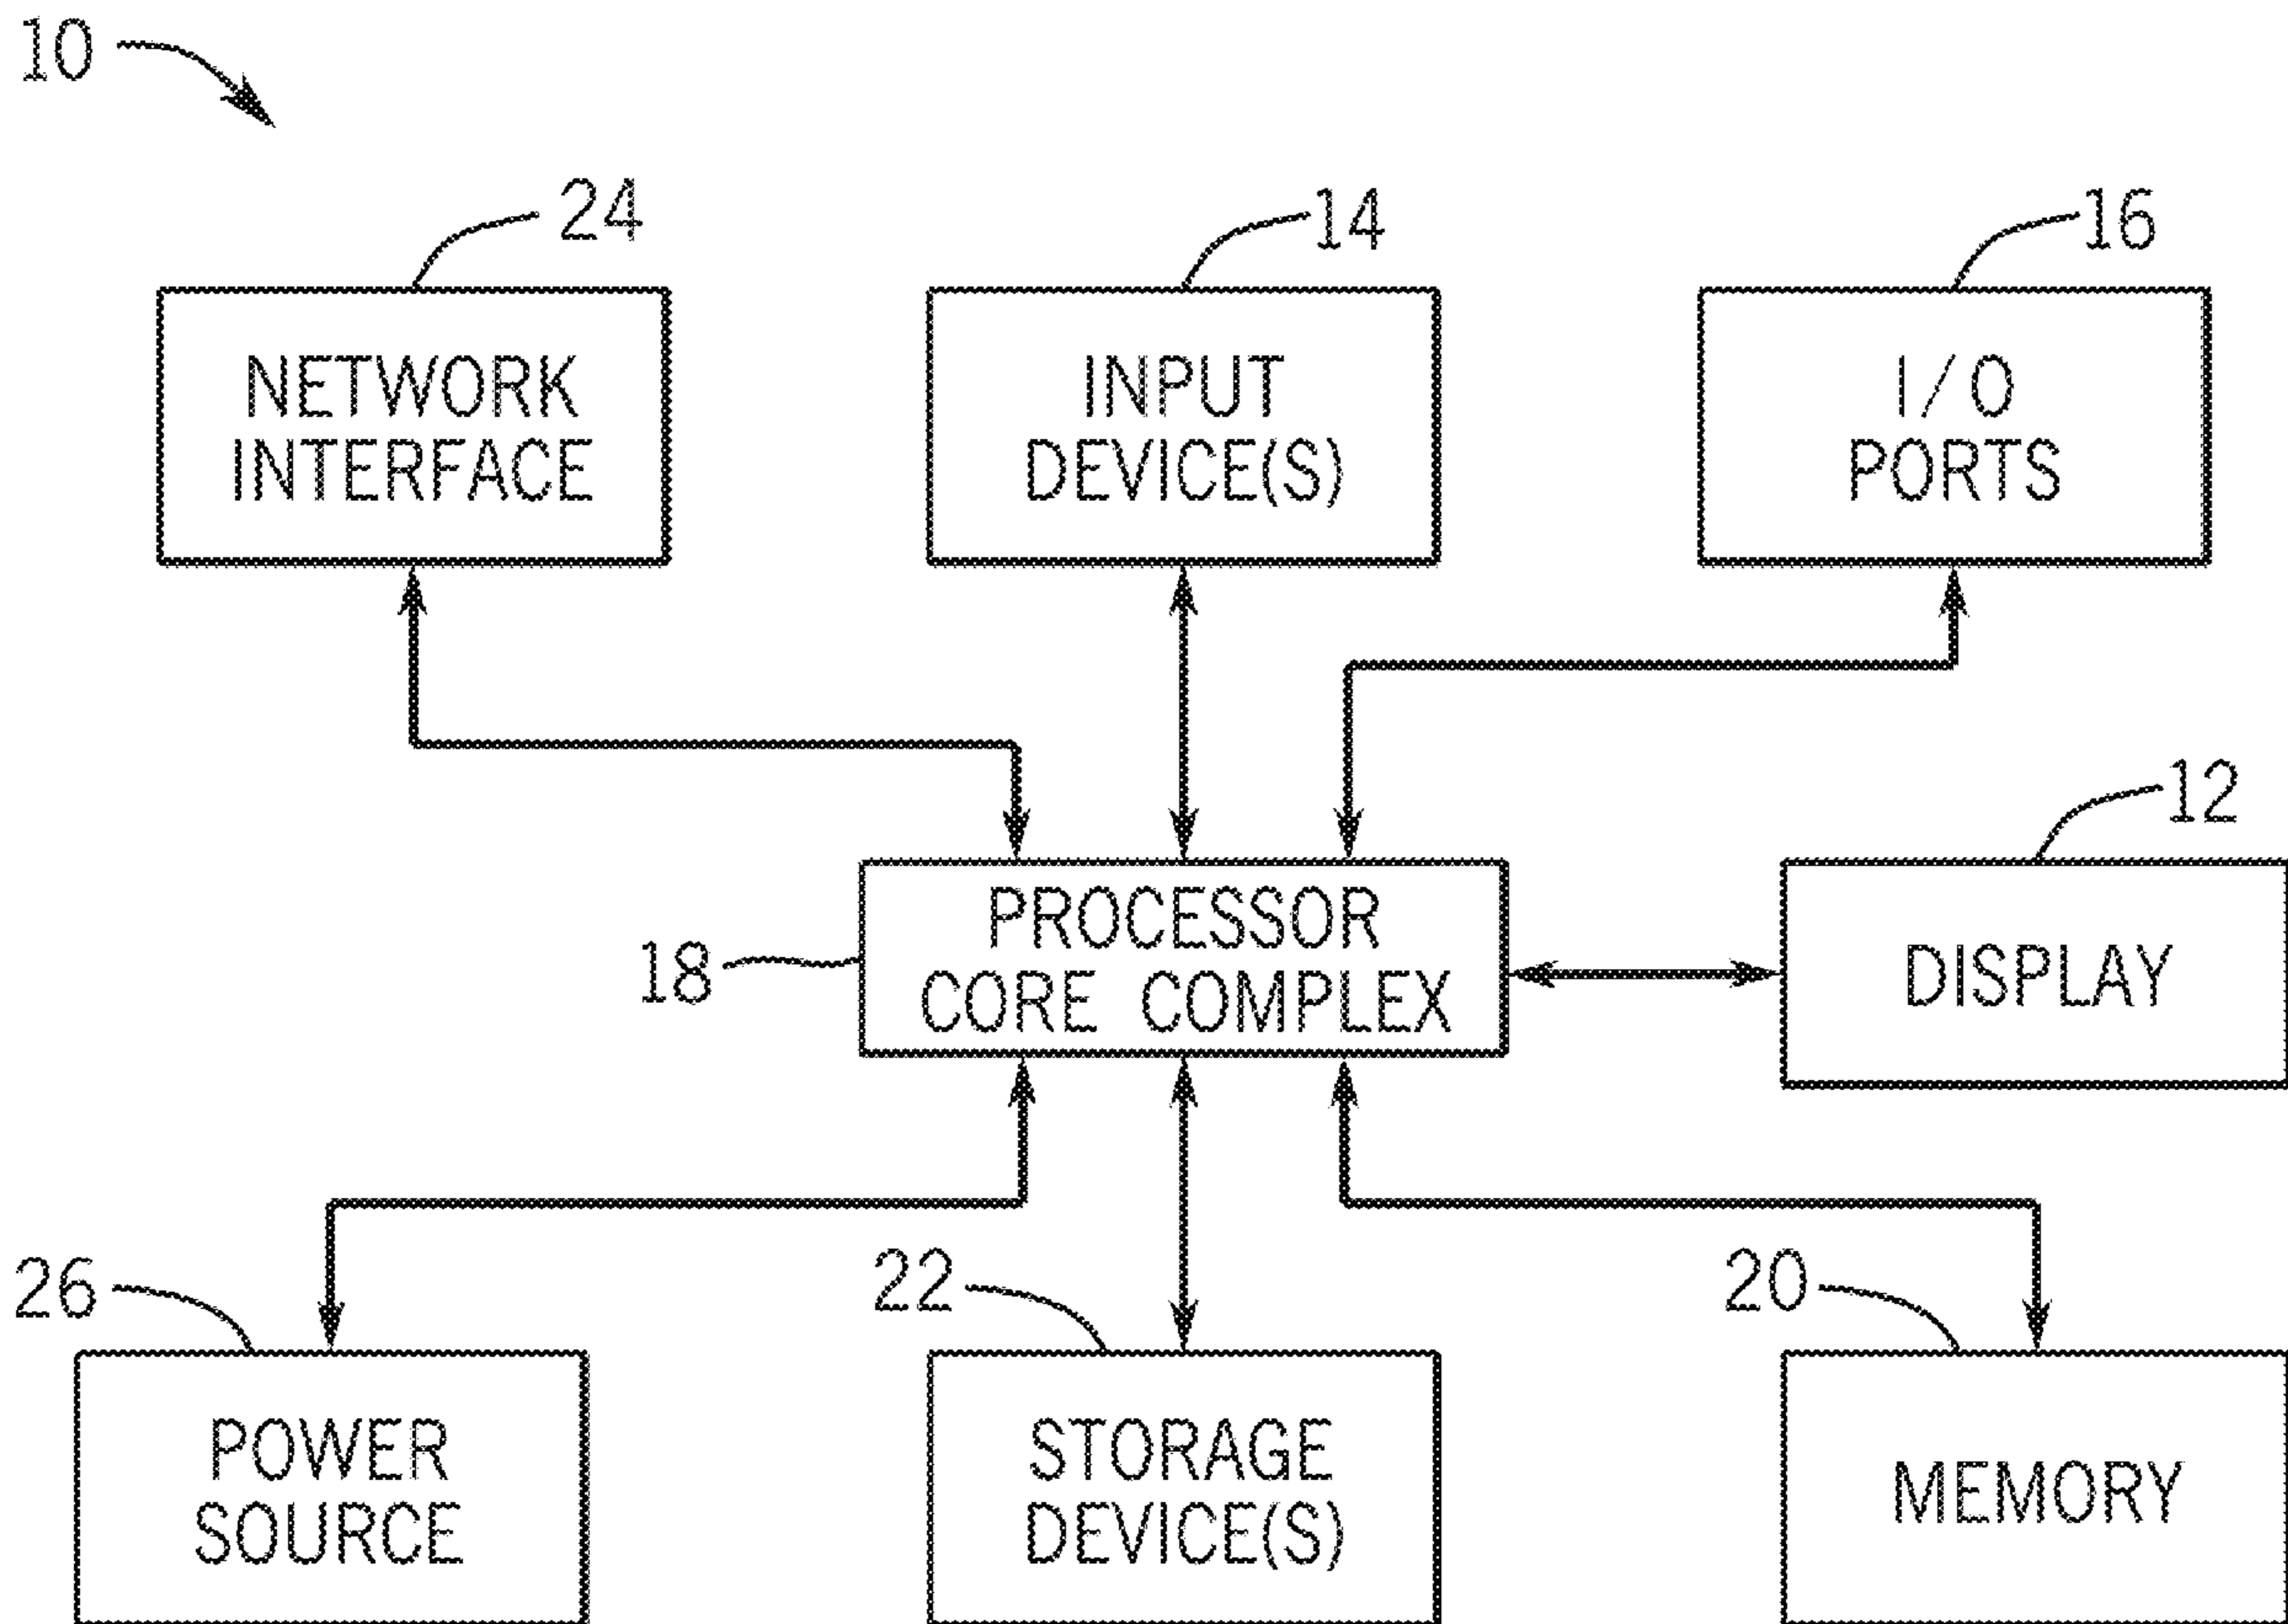 10
24
14
16
NETWORK
INTERFACE
INPUT
DEVICE(S)
I/O
PORTS
12
18
PROCESSOR
CORE COMPLEX
DISPLAY
26
22
20
POWER
SOURCE
STORAGE
DEVICE(S)
MEMORY